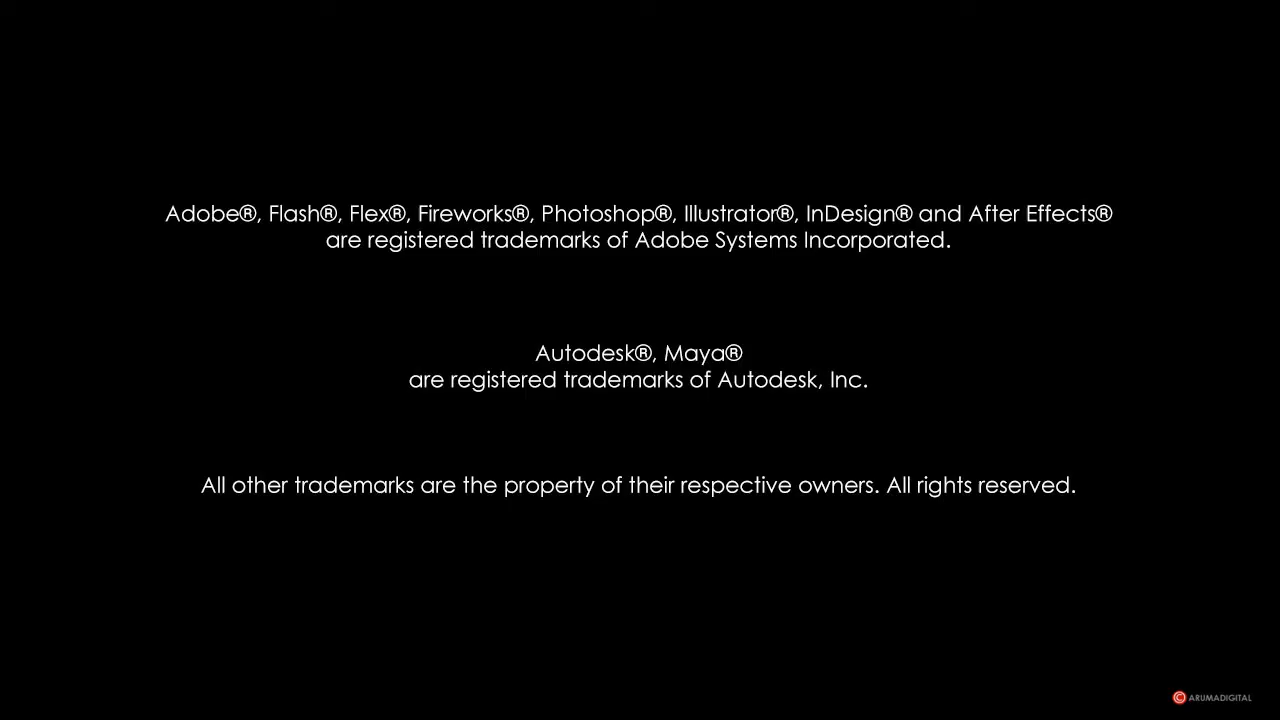 Adobe®, Flash®, Flex®, Fireworks®, Photoshop®, Illustrator®, InDesign® and After Effects®
are registered trademarks of Adobe Systems Incorporated.
Autodesk®, Maya®
are registered trademarks of Autodesk, Inc.
All other trademarks are the property of their respective owners. All rights reserved.
© ARUMADIGITAL